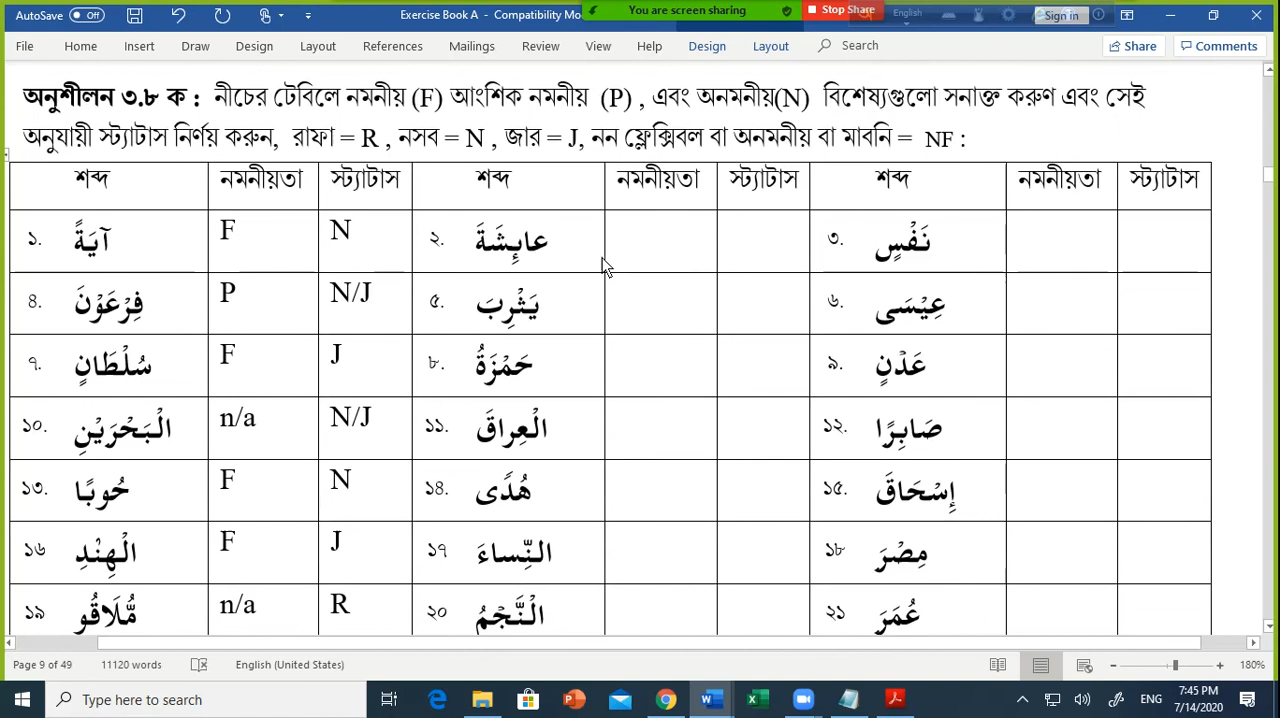 AutoSave Off Exercise Book A - Compatibility Mo... You are screen sharing Stop Share English Sign in
File Home Insert Draw Design Layout References Mailings Review View Help Design Layout Search Share Comments
অনুশীলন ৩.৮ ক : নীচের টেবিলে নমনীয় (F) আংশিক নমনীয় (P) , এবং অনমনীয়(N) বিশেষ্যগুলো সনাক্ত করুণ এবং সেই
অনুযায়ী স্ট্যাটাস নির্ণয় করুন, রাফা = R , নসব = N , জার = J, নন ফ্লেক্সিবল বা অনমনীয় বা মাবনি = NF :
শব্দ নমনীয়তা স্ট্যাটাস শব্দ নমনীয়তা স্ট্যাটাস শব্দ নমনীয়তা স্ট্যাটাস
১. آيَةً F N ২. عائِشَةَ ৩. نَفْسٍ
৪. فِرْعَوْنَ P N/J ৫. يَثْرِبَ ৬. عِيْسَى
৭. سُلْطَانٍ F J ৮. حَمْزَةُ ৯. عَدْنٍ
১০. الْبَحْرَيْنِ n/a N/J ১১. الْعِراقَ ১২. صَابِرًا
১৩. حُوبًا F N ১৪. هُدًى ১৫. إِسْحَاقَ
১৬ الْهِنْدِ F J ১৭ النِّساءَ ১৮ مِصْرَ
১৯ مُّلَاقُو n/a R ২০ الْنَّجْمُ ২১ عُمَرَ
Page 9 of 49 11120 words English (United States) 180%
Type here to search ENG 7:45 PM
7/14/2020